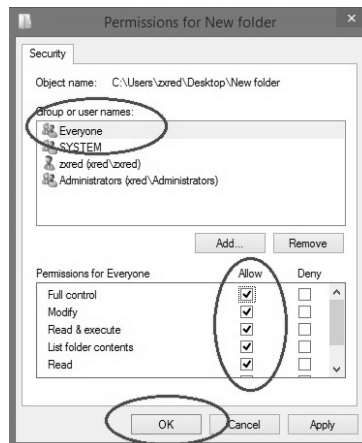 Permissions for New folder
Security
Object name: C:\Users\zxred\Desktop\New folder
Group or user names:
Everyone
SYSTEM
zxred (xred\zxred)
Administrators (xred\Administrators)
Add... Remove
Permissions for Everyone Allow Deny
Full control
Modify
Read & execute
List folder contents
Read
OK Cancel Apply